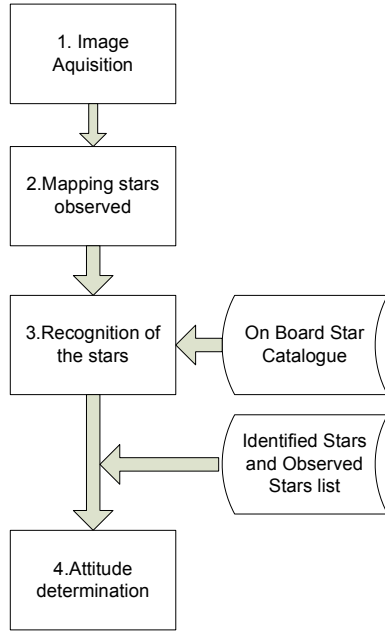 1. Image
Aquisition
2.Mapping stars
observed
3.Recognition of
the stars
On Board Star
Catalogue
Identified Stars
and Observed
Stars list
4.Attitude
determination